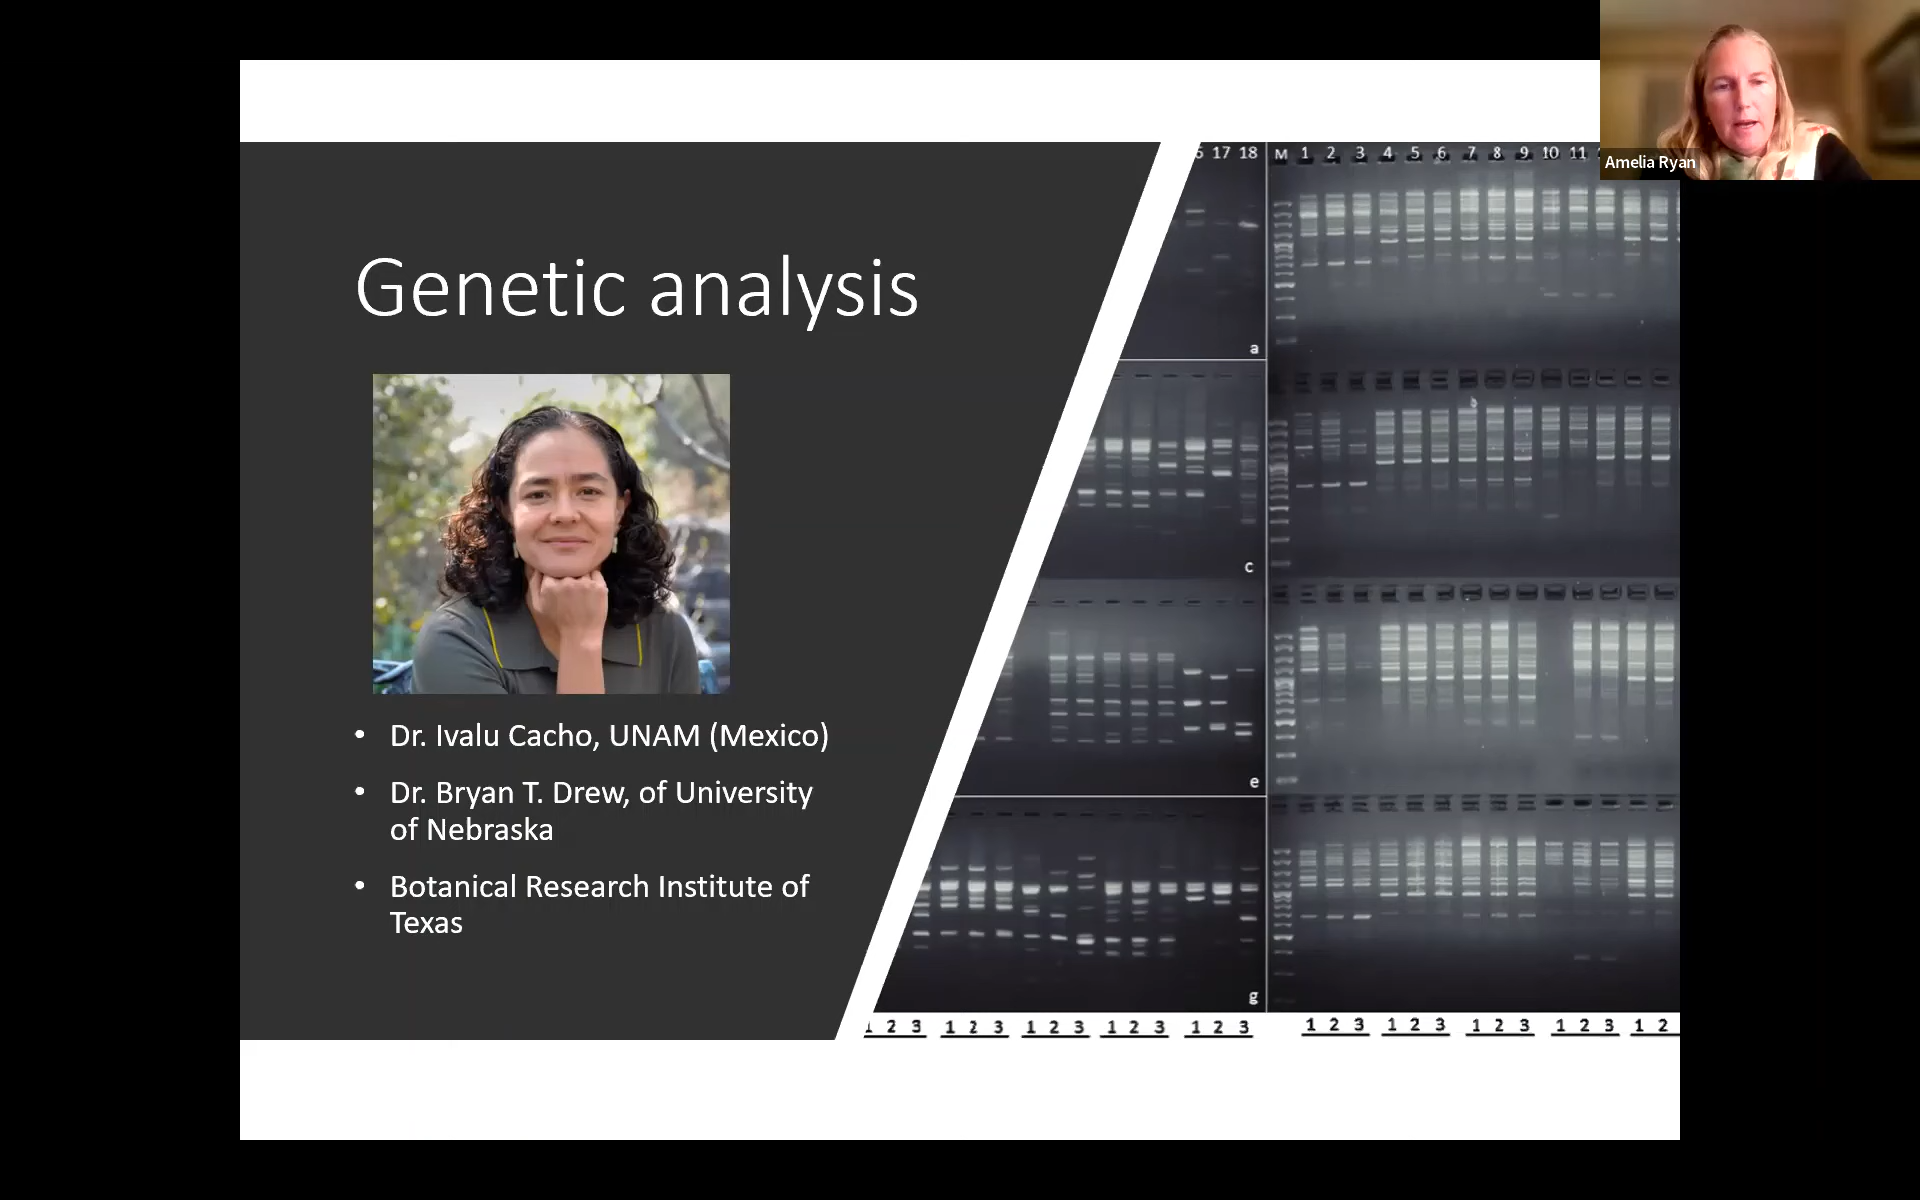 Amelia Ryan
6 17 18 M 1 2 3 4 5 6 7 8 9 10 11
Genetic analysis
a
b
c
• Dr. Ivalu Cacho, UNAM (Mexico)
• Dr. Bryan T. Drew, of University
of Nebraska
e
• Botanical Research Institute of
Texas
g
1 2 3 1 2 3 1 2 3 1 2 3 1 2 3 1 2 3 1 2 3 1 2 3 1 2 3 1 2